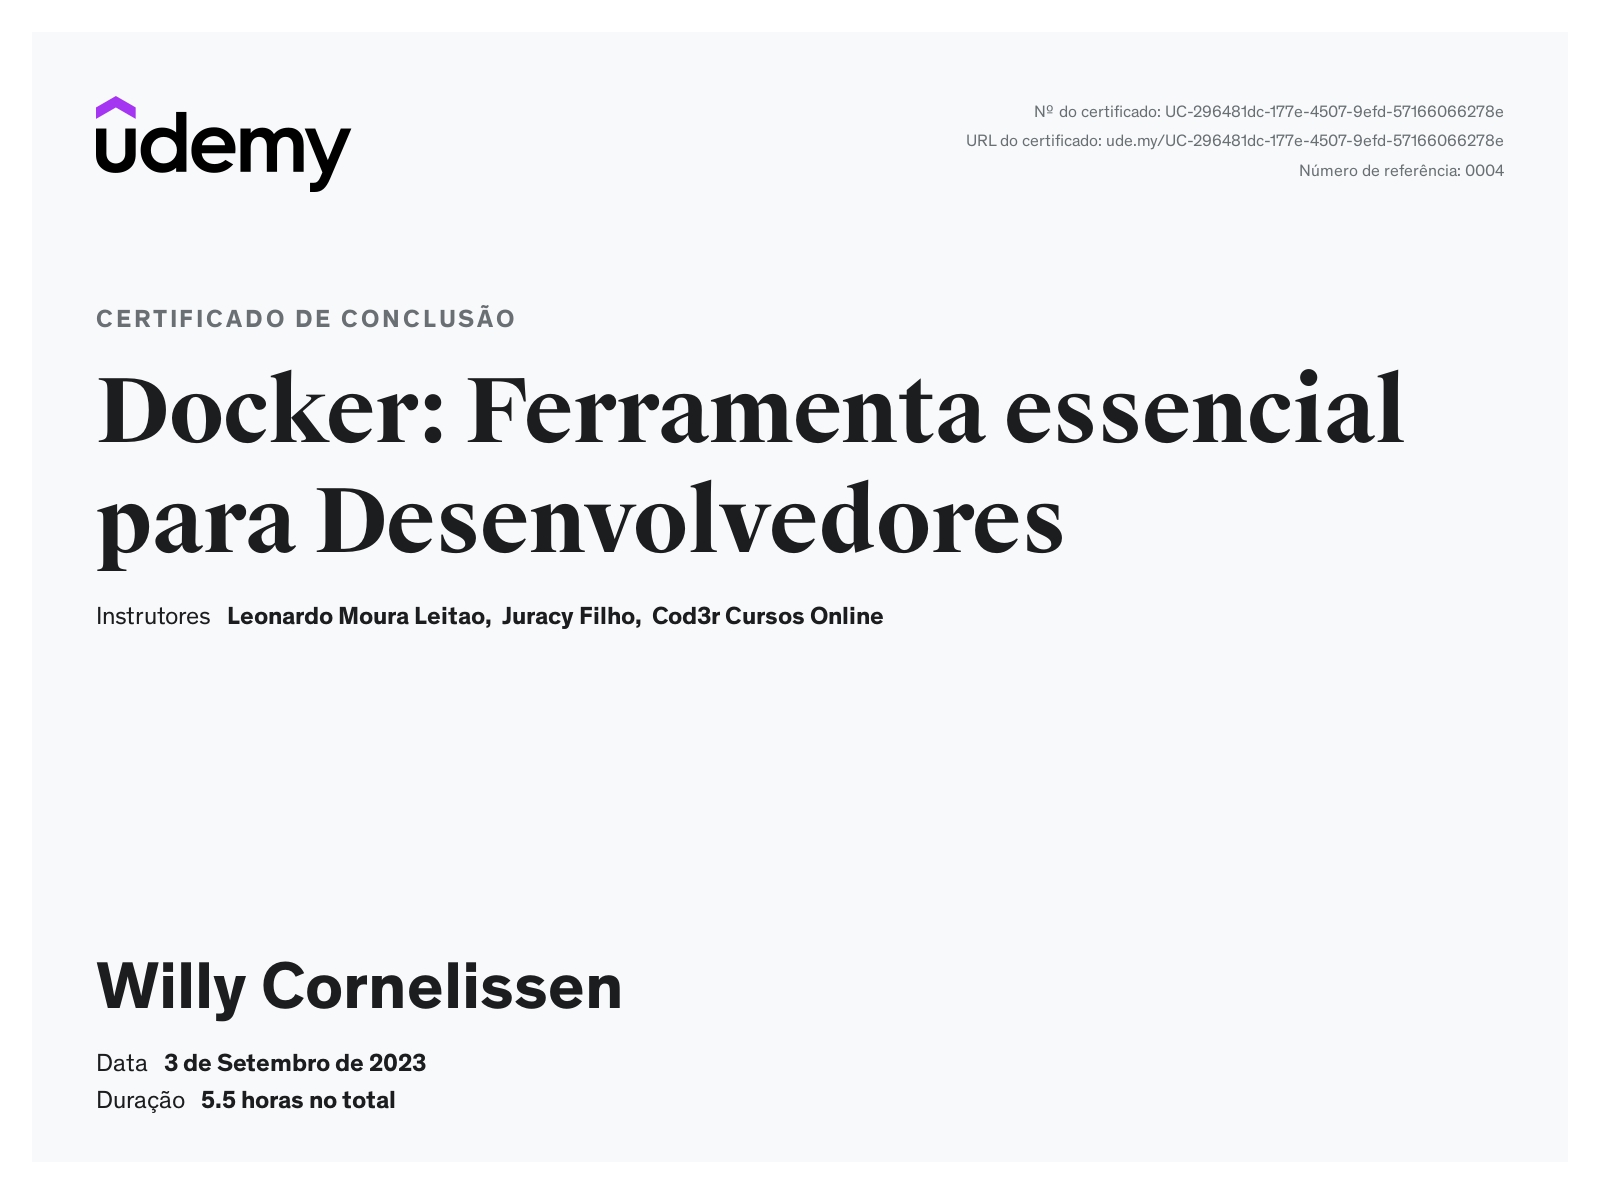 udemy
Nº do certificado: UC-296481dc-177e-4507-9efd-57166066278e
URL do certificado: ude.my/UC-296481dc-177e-4507-9efd-57166066278e
Número de referência: 0004
CERTIFICADO DE CONCLUSÃO
Docker: Ferramenta essencial
para Desenvolvedores
Instrutores Leonardo Moura Leitao, Juracy Filho, Cod3r Cursos Online
Willy Cornelissen
Data 3 de Setembro de 2023
Duração 5.5 horas no total